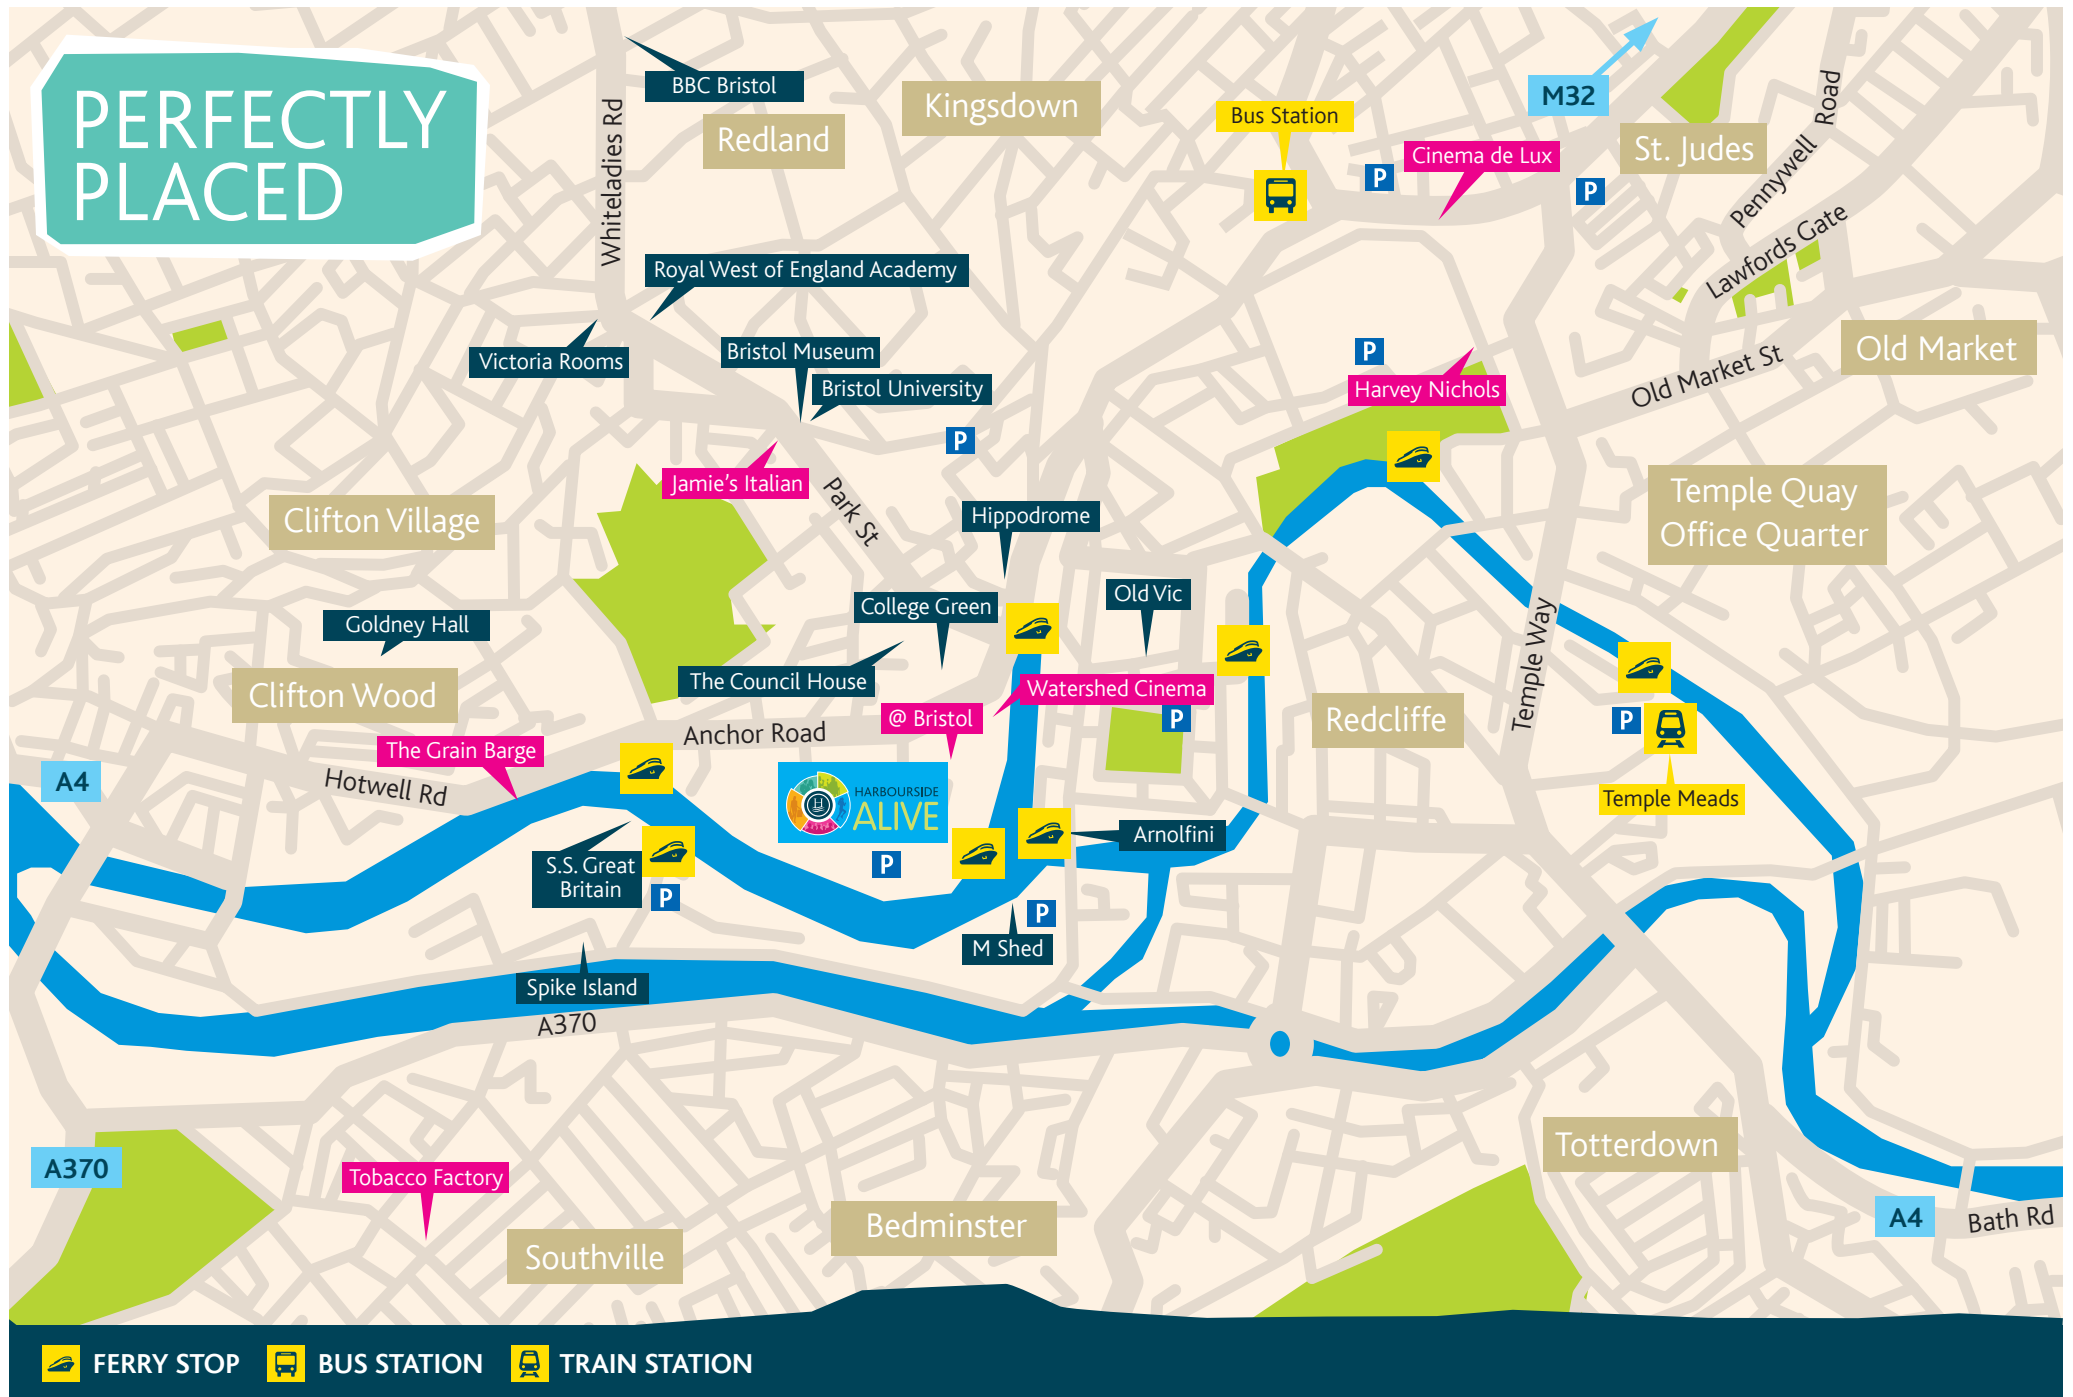 PERFECTLY
PLACED
BBC Bristol
Redland
Kingsdown
Whiteladies Rd
Bus Station
P
Cinema de Lux
P
M32
St. Judes
Pennywell Road
Lawfords Gate
Royal West of England Academy
Victoria Rooms
Bristol Museum
Bristol University
P
Harvey Nichols
Old Market St
Old Market
P
Jamie's Italian
Park St
Clifton Village
Hippodrome
Temple Quay
Office Quarter
Goldney Hall
College Green
Old Vic
Temple Way
Clifton Wood
The Council House
Watershed Cinema
P
@ Bristol
Redcliffe
P
Anchor Road
The Grain Barge
Hotwell Rd
A4
H
HARBOURSIDE
ALIVE
Temple Meads
Arnolfini
S.S. Great
Britain
P
P
P
M Shed
Spike Island
A370
A370
Tobacco Factory
Southville
Bedminster
Totterdown
A4
Bath Rd
FERRY STOP
BUS STATION
TRAIN STATION